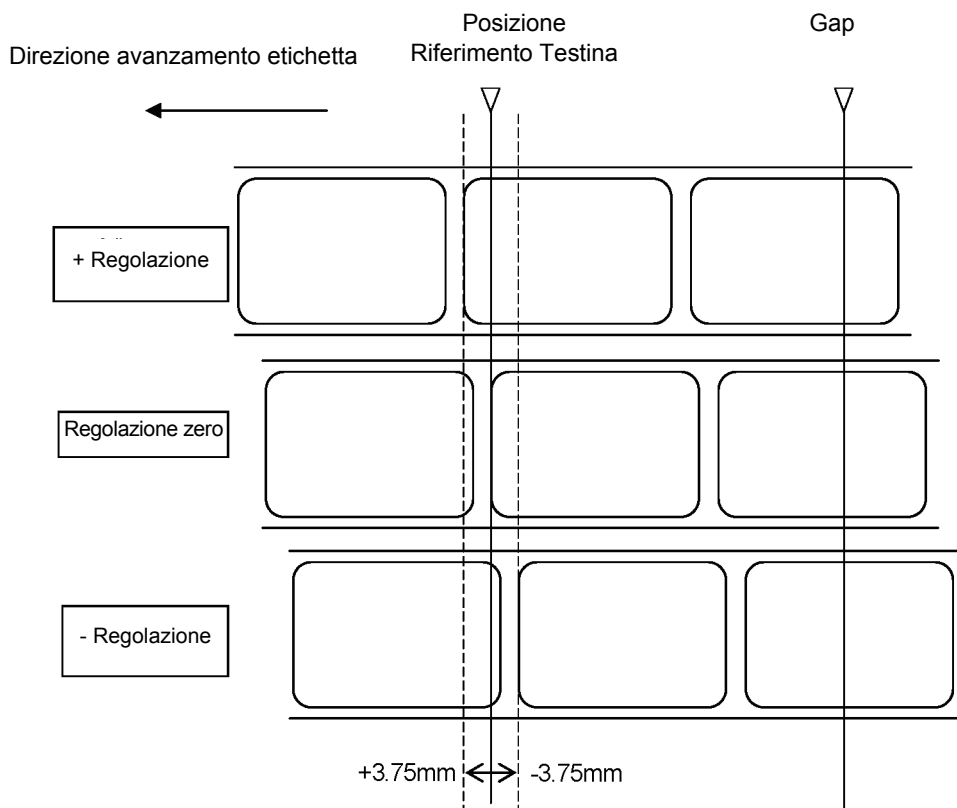 Posizione
Riferimento Testina
Gap
Direzione avanzamento etichetta
+ Regolazione
Regolazione zero
- Regolazione
+3.75mm
-3.75mm